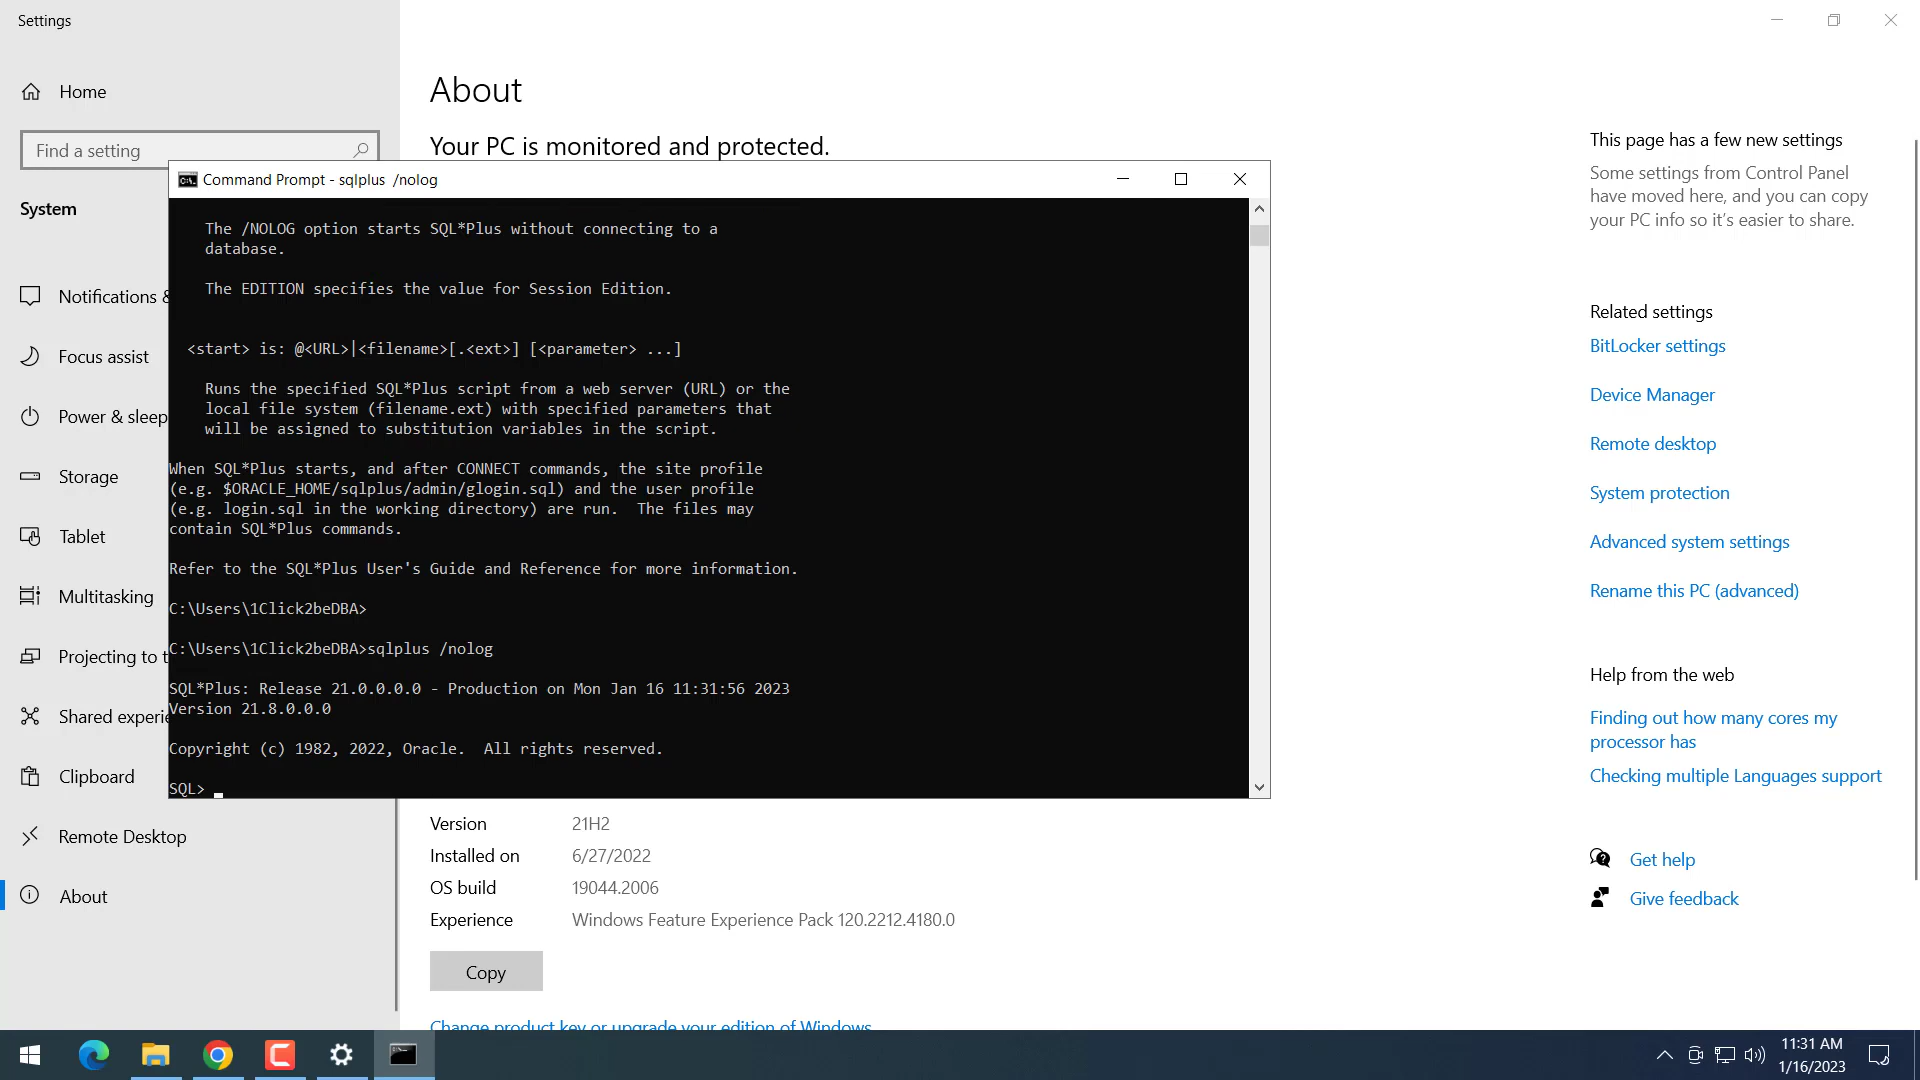 Settings
Home
Find a setting
System
Notifications &
Focus assist
Power & sleep
Storage
Tablet
Multitasking
Projecting to t
Shared experie
Clipboard
Remote Desktop
About
About
Your PC is monitored and protected.
Command Prompt - sqlplus  /nolog
The /NOLOG option starts SQL*Plus without connecting to a
database.
The EDITION specifies the value for Session Edition.
<start> is: @<URL>|<filename>[.<ext>] [<parameter> ...]
Runs the specified SQL*Plus script from a web server (URL) or the
local file system (filename.ext) with specified parameters that
will be assigned to substitution variables in the script.
When SQL*Plus starts, and after CONNECT commands, the site profile
(e.g. $ORACLE_HOME/sqlplus/admin/glogin.sql) and the user profile
(e.g. login.sql in the working directory) are run.  The files may
contain SQL*Plus commands.
Refer to the SQL*Plus User's Guide and Reference for more information.
C:\Users\1Click2beDBA>
C:\Users\1Click2beDBA>sqlplus /nolog
SQL*Plus: Release 21.0.0.0.0 - Production on Mon Jan 16 11:31:56 2023
Version 21.8.0.0.0
Copyright (c) 1982, 2022, Oracle.  All rights reserved.
SQL>
Version 21H2
Installed on 6/27/2022
OS build 19044.2006
Experience Windows Feature Experience Pack 120.2212.4180.0
Copy
Change product key or upgrade your edition of Windows
This page has a few new settings
Some settings from Control Panel
have moved here, and you can copy
your PC info so it's easier to share.
Related settings
BitLocker settings
Device Manager
Remote desktop
System protection
Advanced system settings
Rename this PC (advanced)
Help from the web
Finding out how many cores my
processor has
Checking multiple Languages support
Get help
Give feedback
11:31 AM
1/16/2023